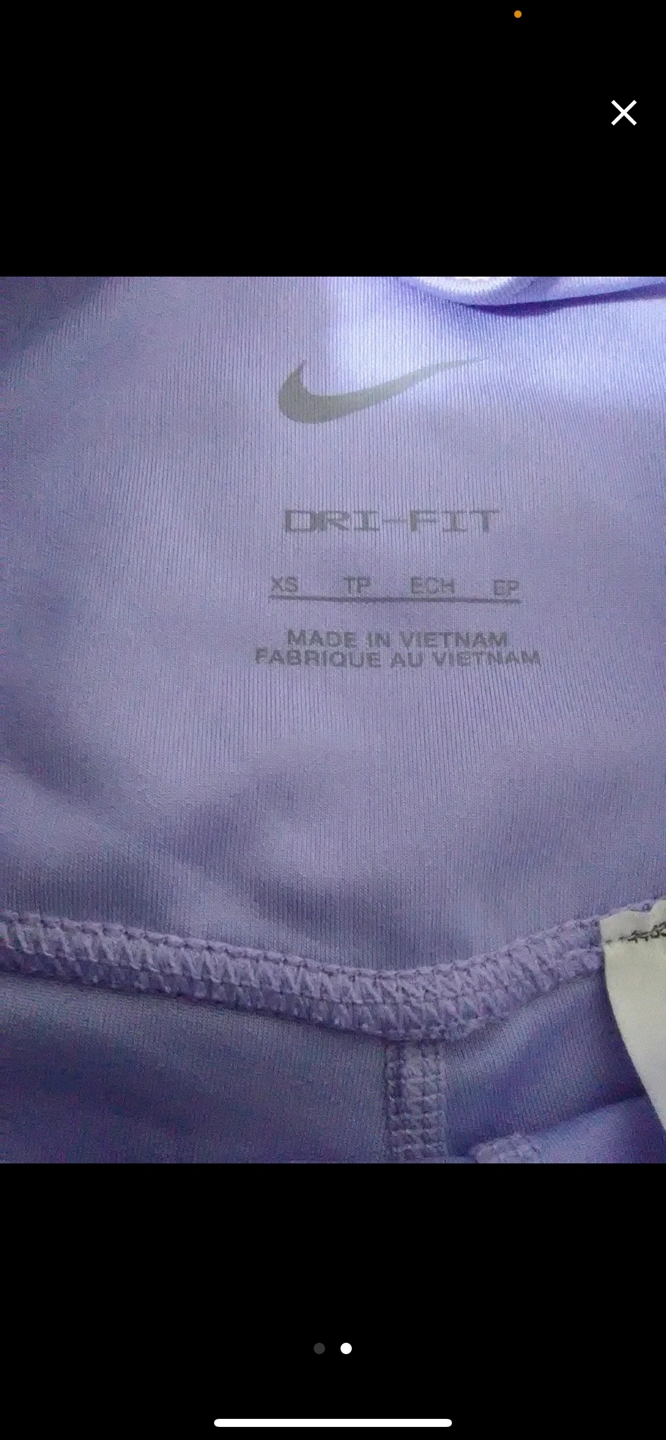 DRI-FIT
XS TP ECH EP
MADE IN VIETNAM
FABRIQUE AU VIETNAM